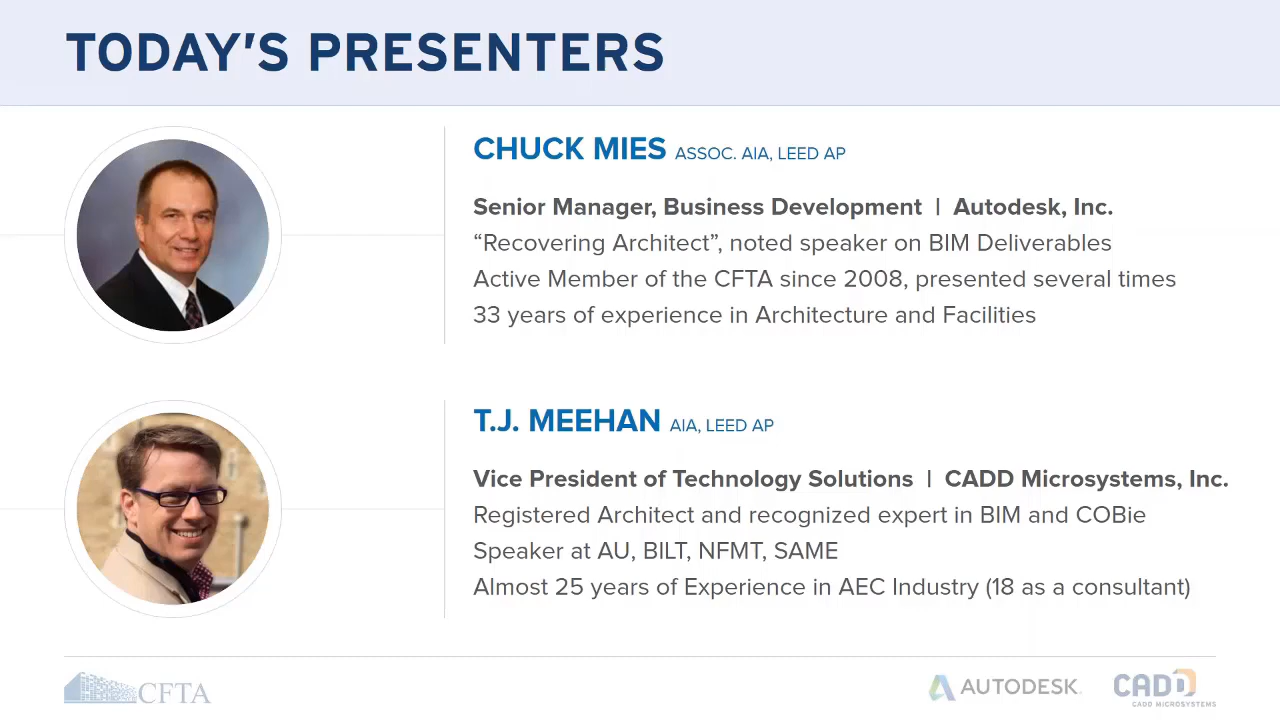 TODAY'S PRESENTERS
CHUCK MIES ASSOC. AIA, LEED AP
Senior Manager, Business Development | Autodesk, Inc.
“Recovering Architect”, noted speaker on BIM Deliverables
Active Member of the CFTA since 2008, presented several times
33 years of experience in Architecture and Facilities
T.J. MEEHAN AIA, LEED AP
Vice President of Technology Solutions | CADD Microsystems, Inc.
Registered Architect and recognized expert in BIM and COBie
Speaker at AU, BILT, NFMT, SAME
Almost 25 years of Experience in AEC Industry (18 as a consultant)
CFTA
AUTODESK.
CADD
CADD MICROSYSTEMS